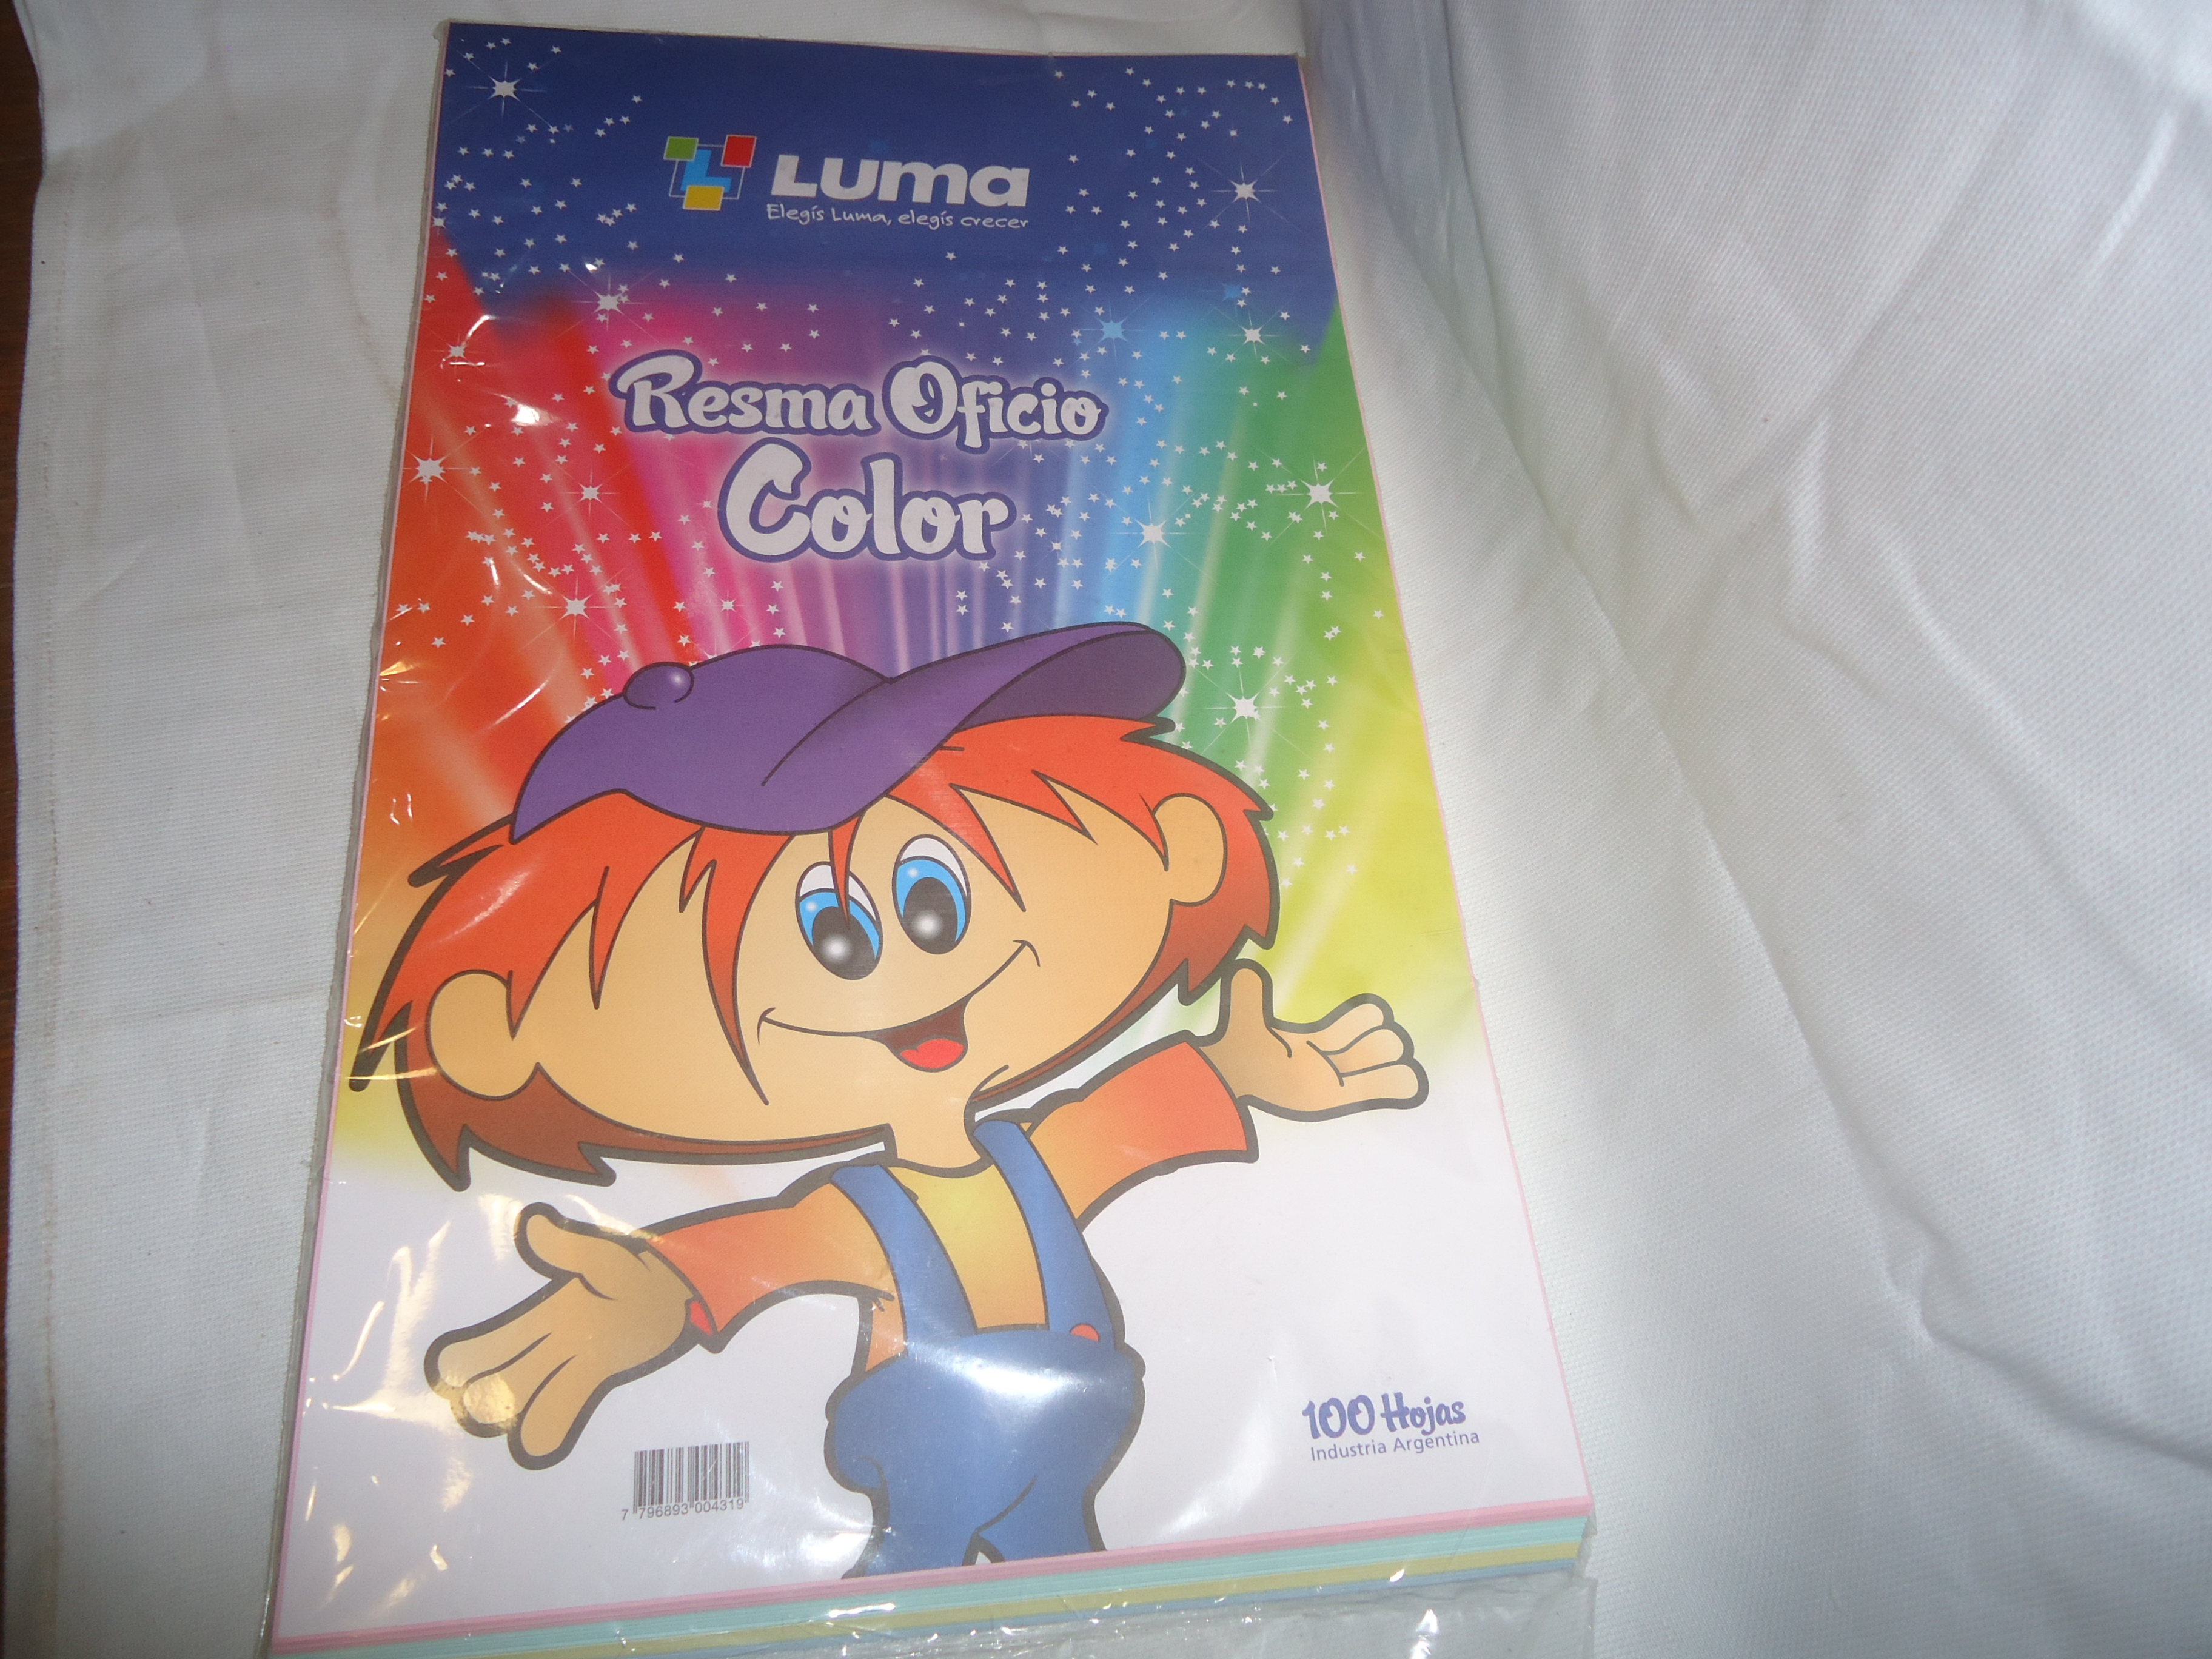 Luma
Elegís Luma, elegís crecer
Resma Oficio
Color
100 Hojas
Industria Argentina
7 796893 004319